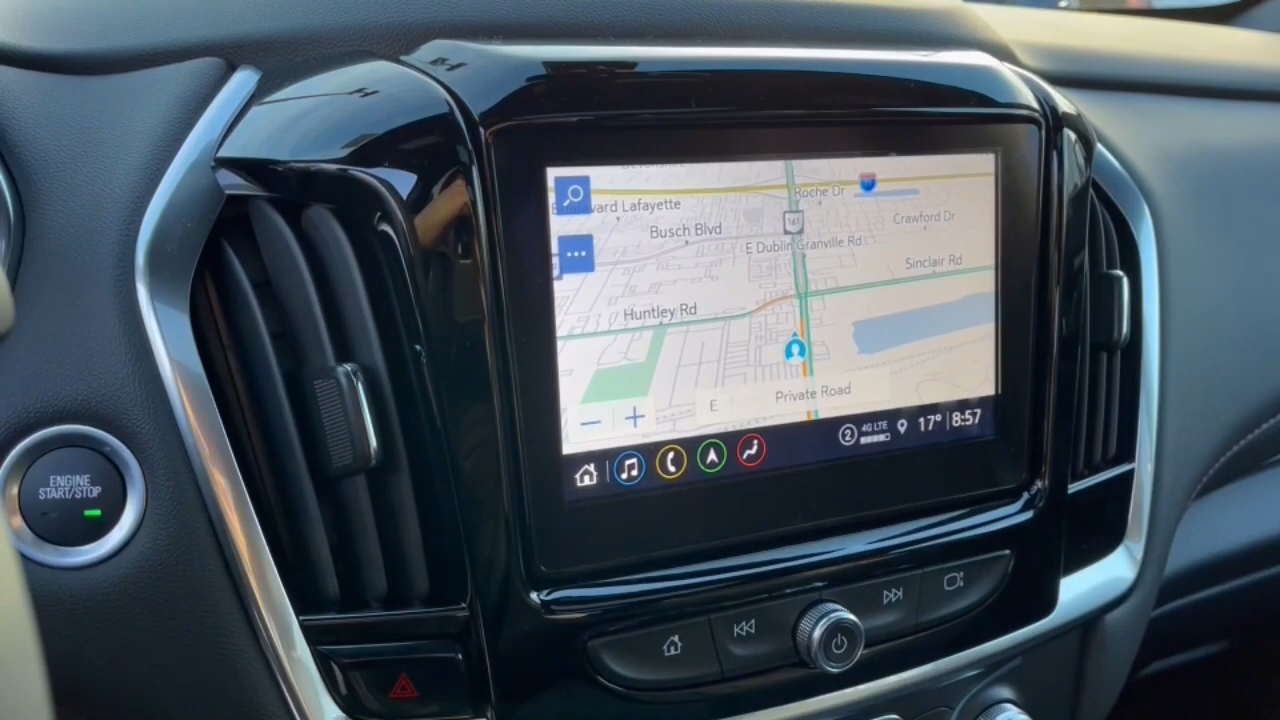 Roche Dr
Lafayette
Crawford Dr
161
Busch Blvd
E Dublin Granville Rd
Sinclair Rd
Huntley Rd
Private Road
E
2
4G LTE
17°
8:57
ENGINE
START/STOP